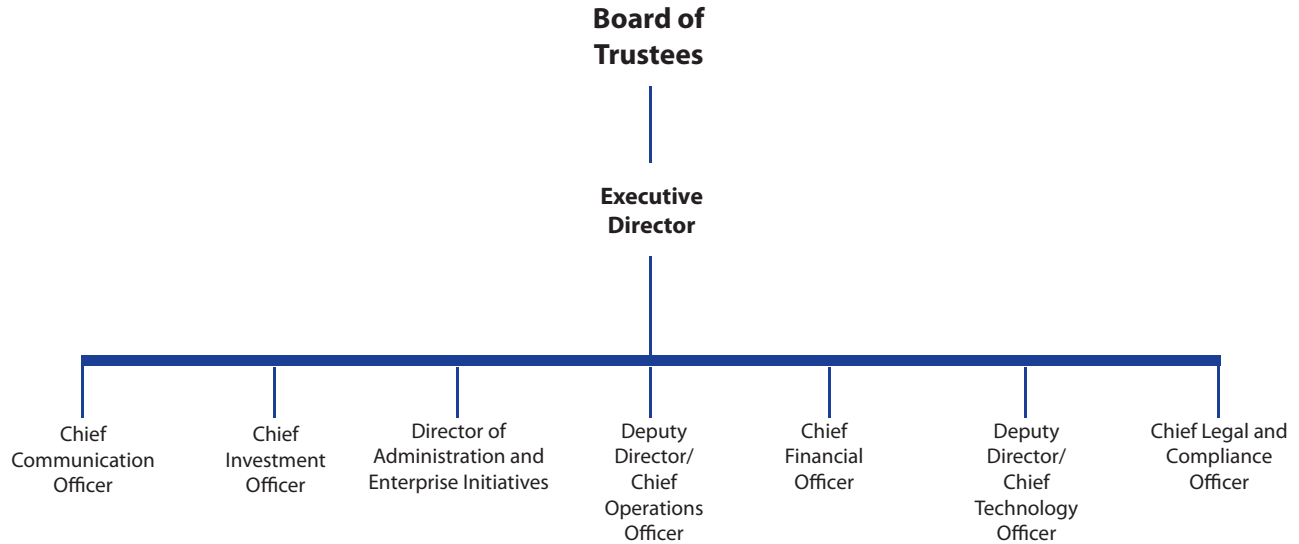 Board of
Trustees
Executive
Director
Chief
Communication
Officer
Chief
Investment
Officer
Director of
Administration and
Enterprise Initiatives
Deputy
Director/
Chief
Operations
Officer
Chief
Financial
Officer
Deputy
Director/
Chief
Technology
Officer
Chief Legal and
Compliance
Officer